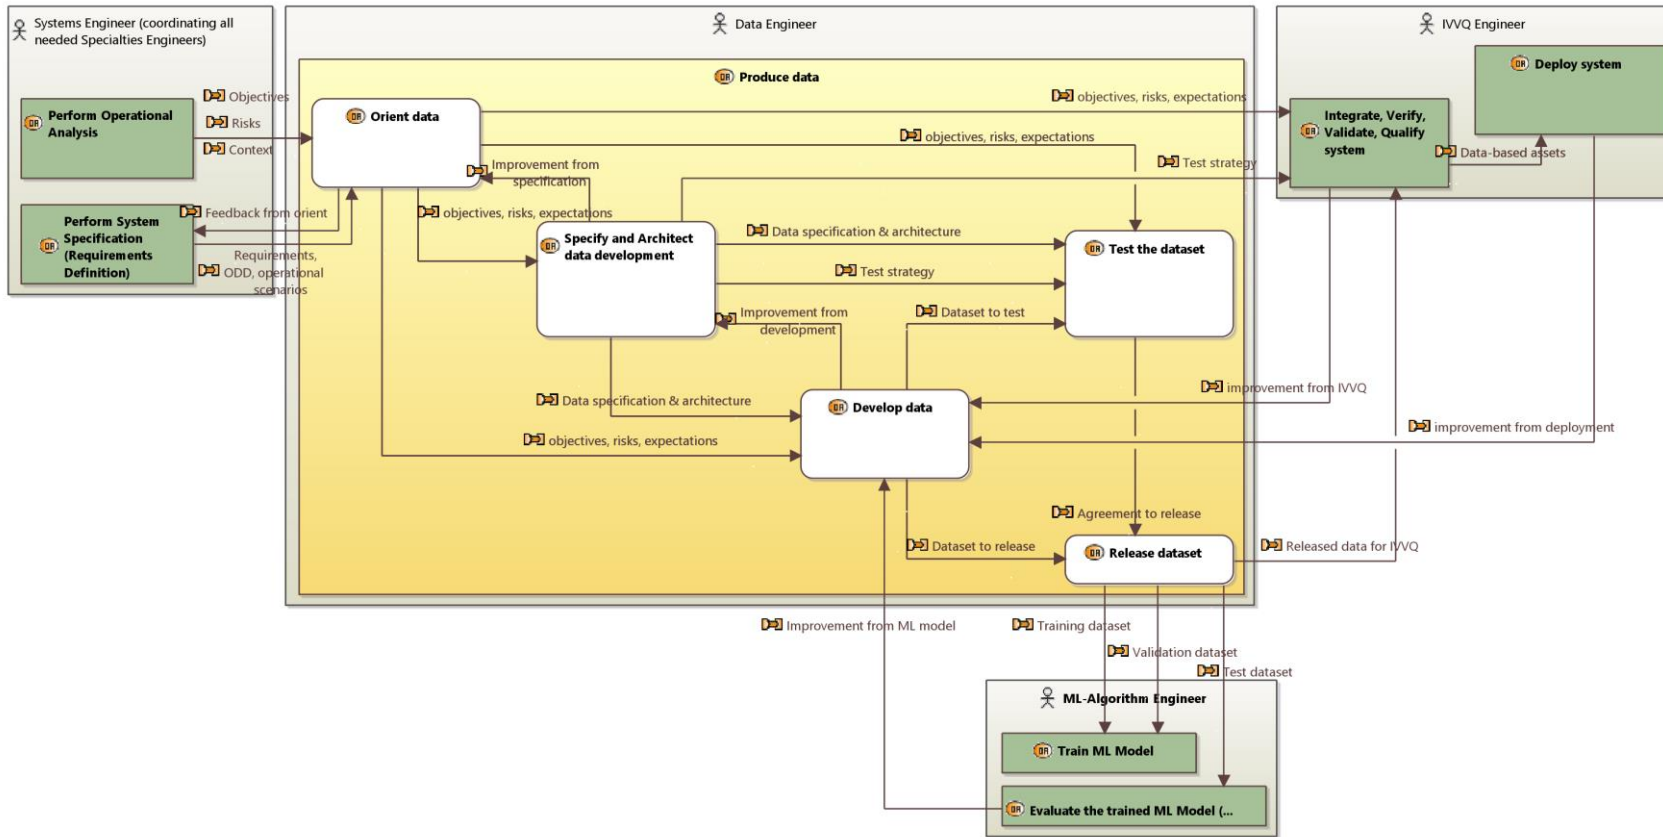 Systems Engineer (coordinating all
needed Specialties Engineers)
Data Engineer
IVVQ Engineer
Produce data
Deploy system
Objectives
Perform Operational
Analysis
Risks
Context
Orient data
objectives, risks, expectations
objectives, risks, expectations
Integrate, Verify,
Validate, Qualify
system
Data-based assets
Improvement from
specification
Test strategy
Feedback from orient
objectives, risks, expectations
Perform System
Specification
(Requirements
Definition)
Requirements,
ODD, operational
scenarios
Specify and Architect
data development
Data specification & architecture
Test the dataset
Test strategy
Improvement from
development
Dataset to test
improvement from IVVQ
Data specification & architecture
Develop data
improvement from deployment
objectives, risks, expectations
Agreement to release
Dataset to release
Release dataset
Released data for IVVQ
Improvement from ML model
Training dataset
Validation dataset
Test dataset
ML-Algorithm Engineer
Train ML Model
Evaluate the trained ML Model (...